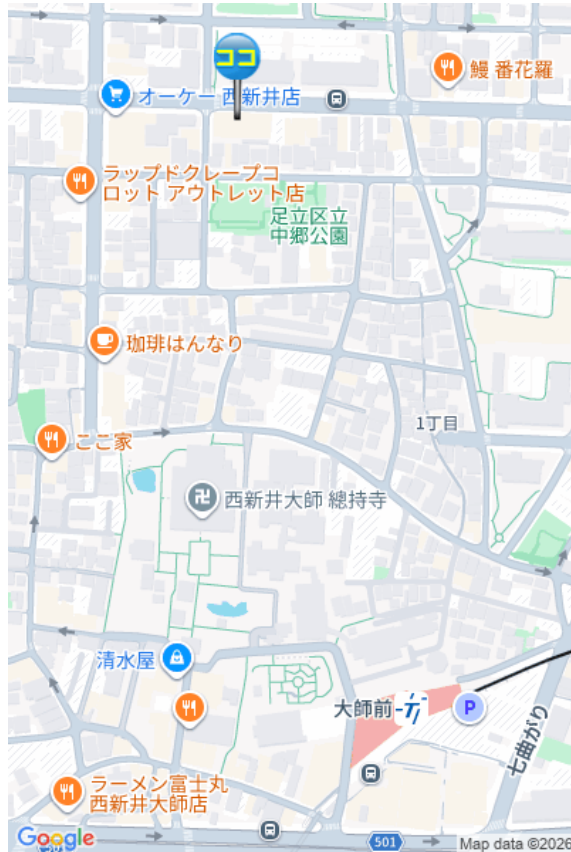 ココ
鰻 番花羅
オーケー 西新井店
ラップドクレープコ
ロット アウトレット店
足立区立
中郷公園
珈琲はんなり
1丁目
ここ家
卍
西新井大師 總持寺
清水屋
大師前
P
七曲がり
ラーメン富士丸
西新井大師店
Google
501
Map data ©2026